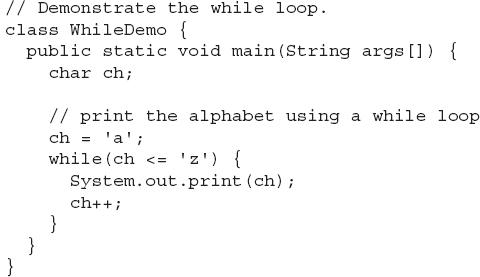 // Demonstrate the while loop.
class WhileDemo {
  public static void main(String args[]) {
    char ch;

    // print the alphabet using a while loop
    ch = 'a';
    while(ch <= 'z') {
      System.out.print(ch);
      ch++;
    }
  }
}